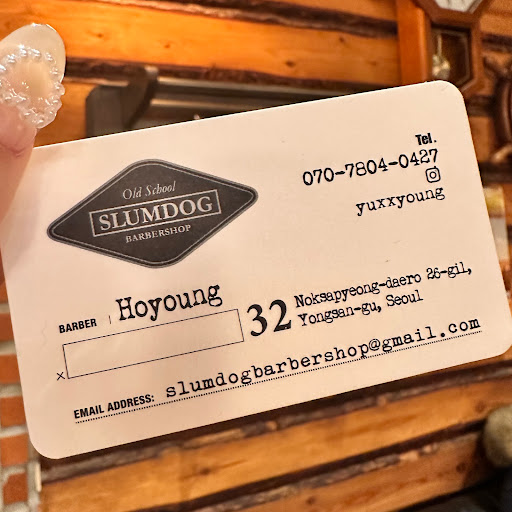 Old School
SLUMDOG
BARBERSHOP
Tel.
070-7804-0427
yuxxyoung
BARBER | Hoyoung
x
32 Noksapyeong-daero 26-gil,
Yongsan-gu, Seoul
EMAIL ADDRESS: slumdogbarbershop@gmail.com